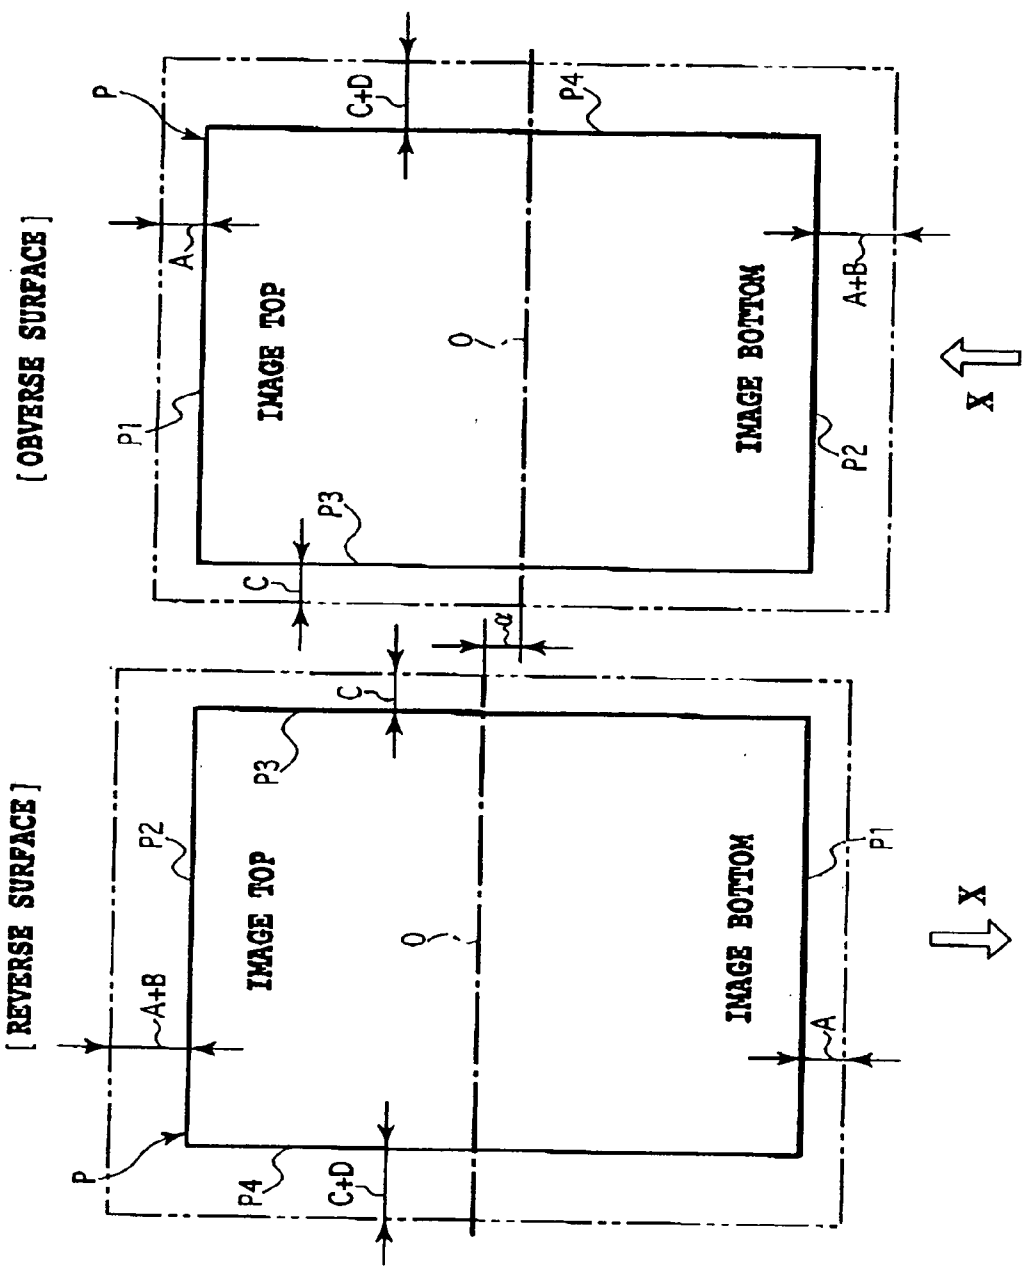 [OBVERSE SURFACE]
P
A
P1
C+D
P4
IMAGE TOP
P3
C
O
IMAGE BOTTOM
P2
A+B
X
α
[REVERSE SURFACE]
P
A+B
P2
C
P3
IMAGE TOP
P4
C+D
O
IMAGE BOTTOM
A
P1
X